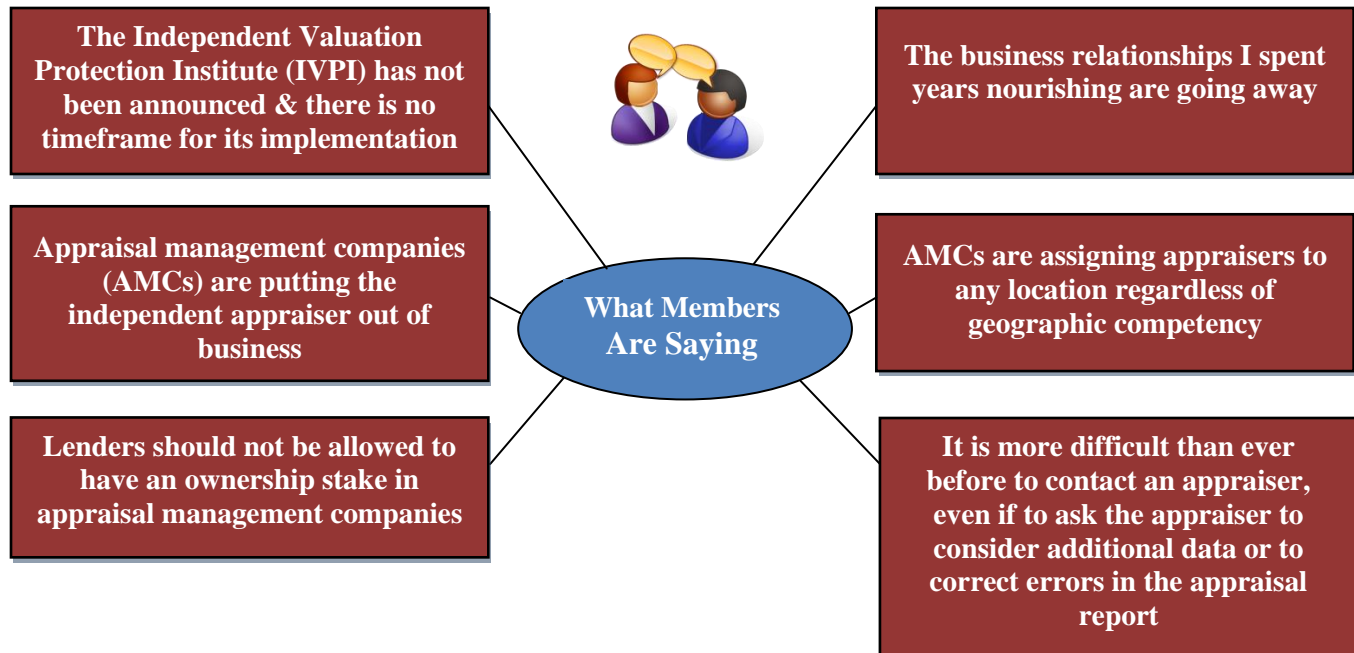 The Independent Valuation
Protection Institute (IVPI) has not
been announced & there is no
timeframe for its implementation
The business relationships I spent
years nourishing are going away
Appraisal management companies
(AMCs) are putting the
independent appraiser out of
business
What Members
Are Saying
AMCs are assigning appraisers to
any location regardless of
geographic competency
Lenders should not be allowed to
have an ownership stake in
appraisal management companies
It is more difficult than ever
before to contact an appraiser,
even if to ask the appraiser to
consider additional data or to
correct errors in the appraisal
report